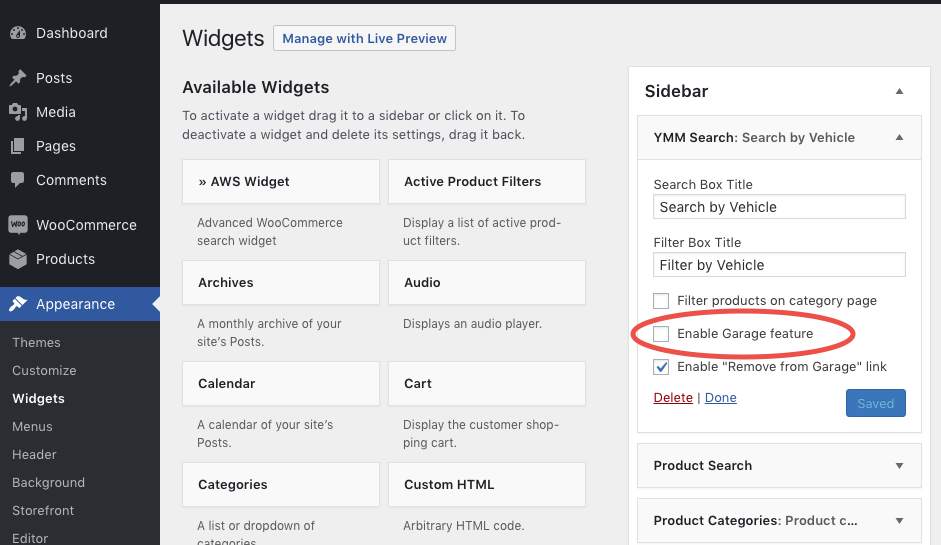 Dashboard
Posts
Media
Pages
Comments
WOO
WooCommerce
Products
Appearance
Themes
Customize
Widgets
Menus
Header
Background
Storefront
Editor
Widgets
Manage with Live Preview
Available Widgets
To activate a widget drag it to a sidebar or click on it. To
deactivate a widget and delete its settings, drag it back.
» AWS Widget
Advanced WooCommerce
search widget
Active Product Filters
Display a list of active prod-
uct filters.
Archives
A monthly archive of your
site's Posts.
Audio
Displays an audio player.
Calendar
A calendar of your site's
Posts.
Cart
Display the customer shop-
ping cart.
Categories
A list or dropdown of
categories.
Custom HTML
Arbitrary HTML code.
Sidebar
YMM Search: Search by Vehicle
Search Box Title
Search by Vehicle
Filter Box Title
Filter by Vehicle
Filter products on category page
Enable Garage feature
Enable "Remove from Garage" link
Delete | Done
Saved
Product Search
Product Categories: Product c...